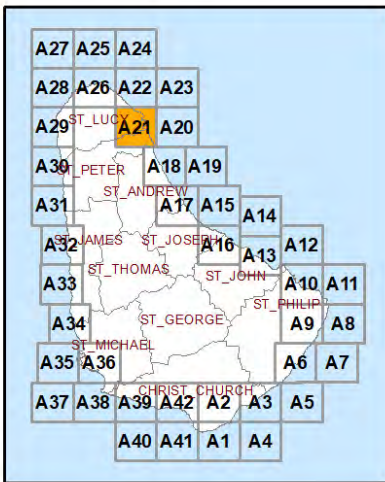 A27 A25 A24
A28 A26 A22 A23
A29 ST_LUCY A21 A20
A30 ST_PETER A18 A19
ST_ANDREW
A31 A17 A15 A14
A32 ST_JAMES ST_JOSEPH A16 A13 A12
A33 ST_THOMAS ST_JOHN A10 A11
ST_PHILIP
A34 ST_GEORGE A9 A8
ST_MICHAEL
A35 A36 A6 A7
CHRIST_CHURCH
A37 A38 A39 A42 A2 A3 A5
A40 A41 A1 A4